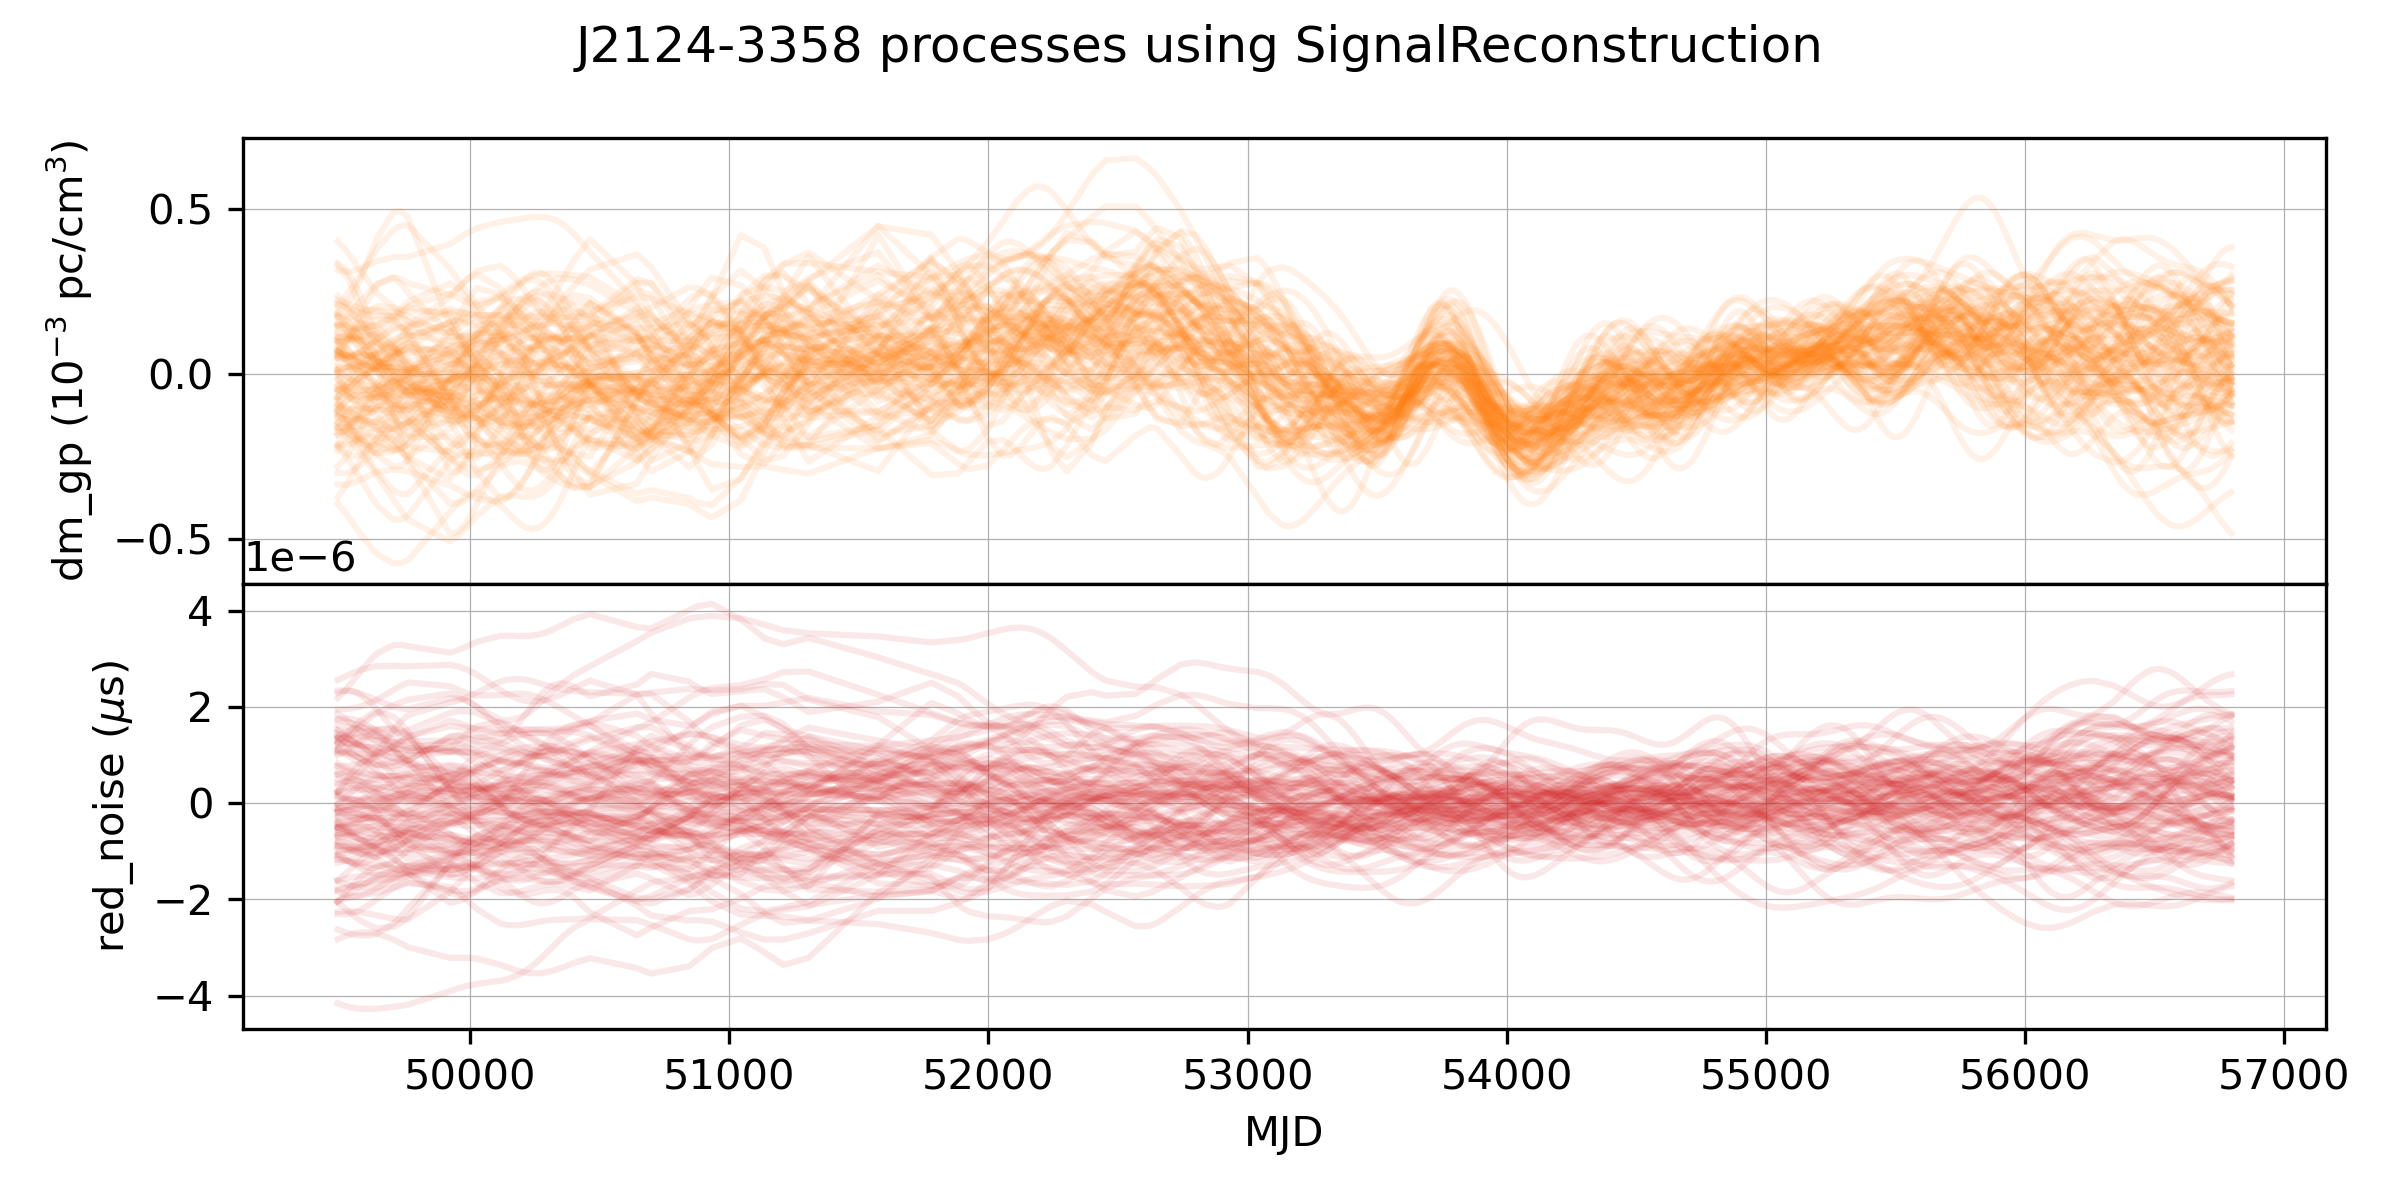 J2124-3358 processes using SignalReconstruction
dm_gp (10⁻³ pc/cm³)
0.5
0.0
−0.5
1e−6
red_noise (μs)
4
2
0
−2
−4
50000 51000 52000 53000 54000 55000 56000 57000
MJD